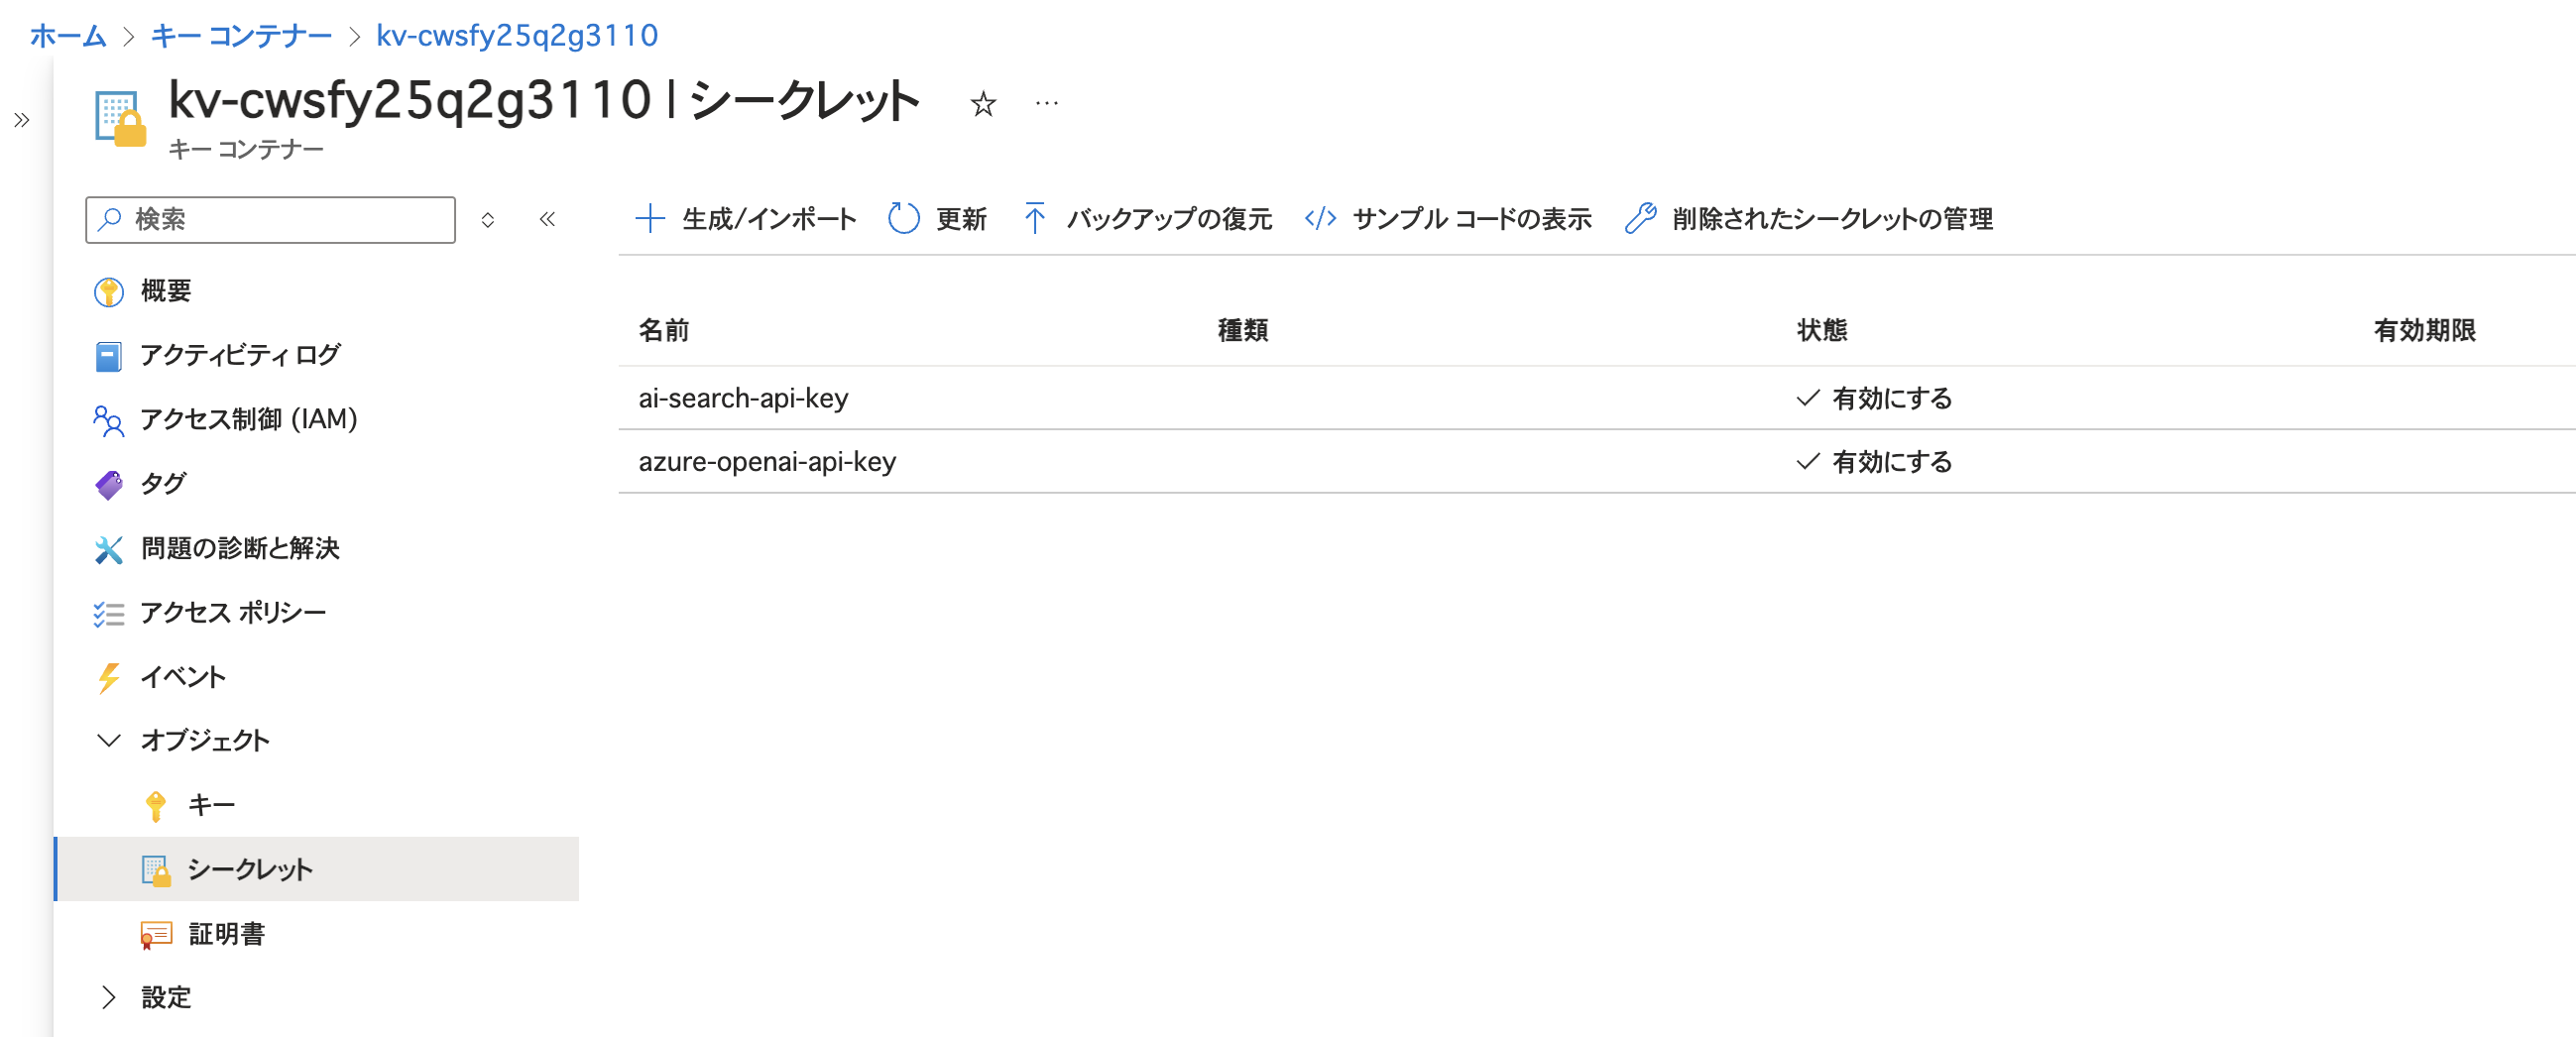 ホーム > キー コンテナー > kv-cwsfy25q2g3110
kv-cwsfy25q2g3110 | シークレット
キー コンテナー
検索
生成/インポート 更新 バックアップの復元 サンプル コードの表示 削除されたシークレットの管理
概要
アクティビティ ログ
アクセス制御 (IAM)
タグ
問題の診断と解決
アクセス ポリシー
イベント
オブジェクト
キー
シークレット
証明書
設定
名前 種類 状態 有効期限
ai-search-api-key 有効にする
azure-openai-api-key 有効にする